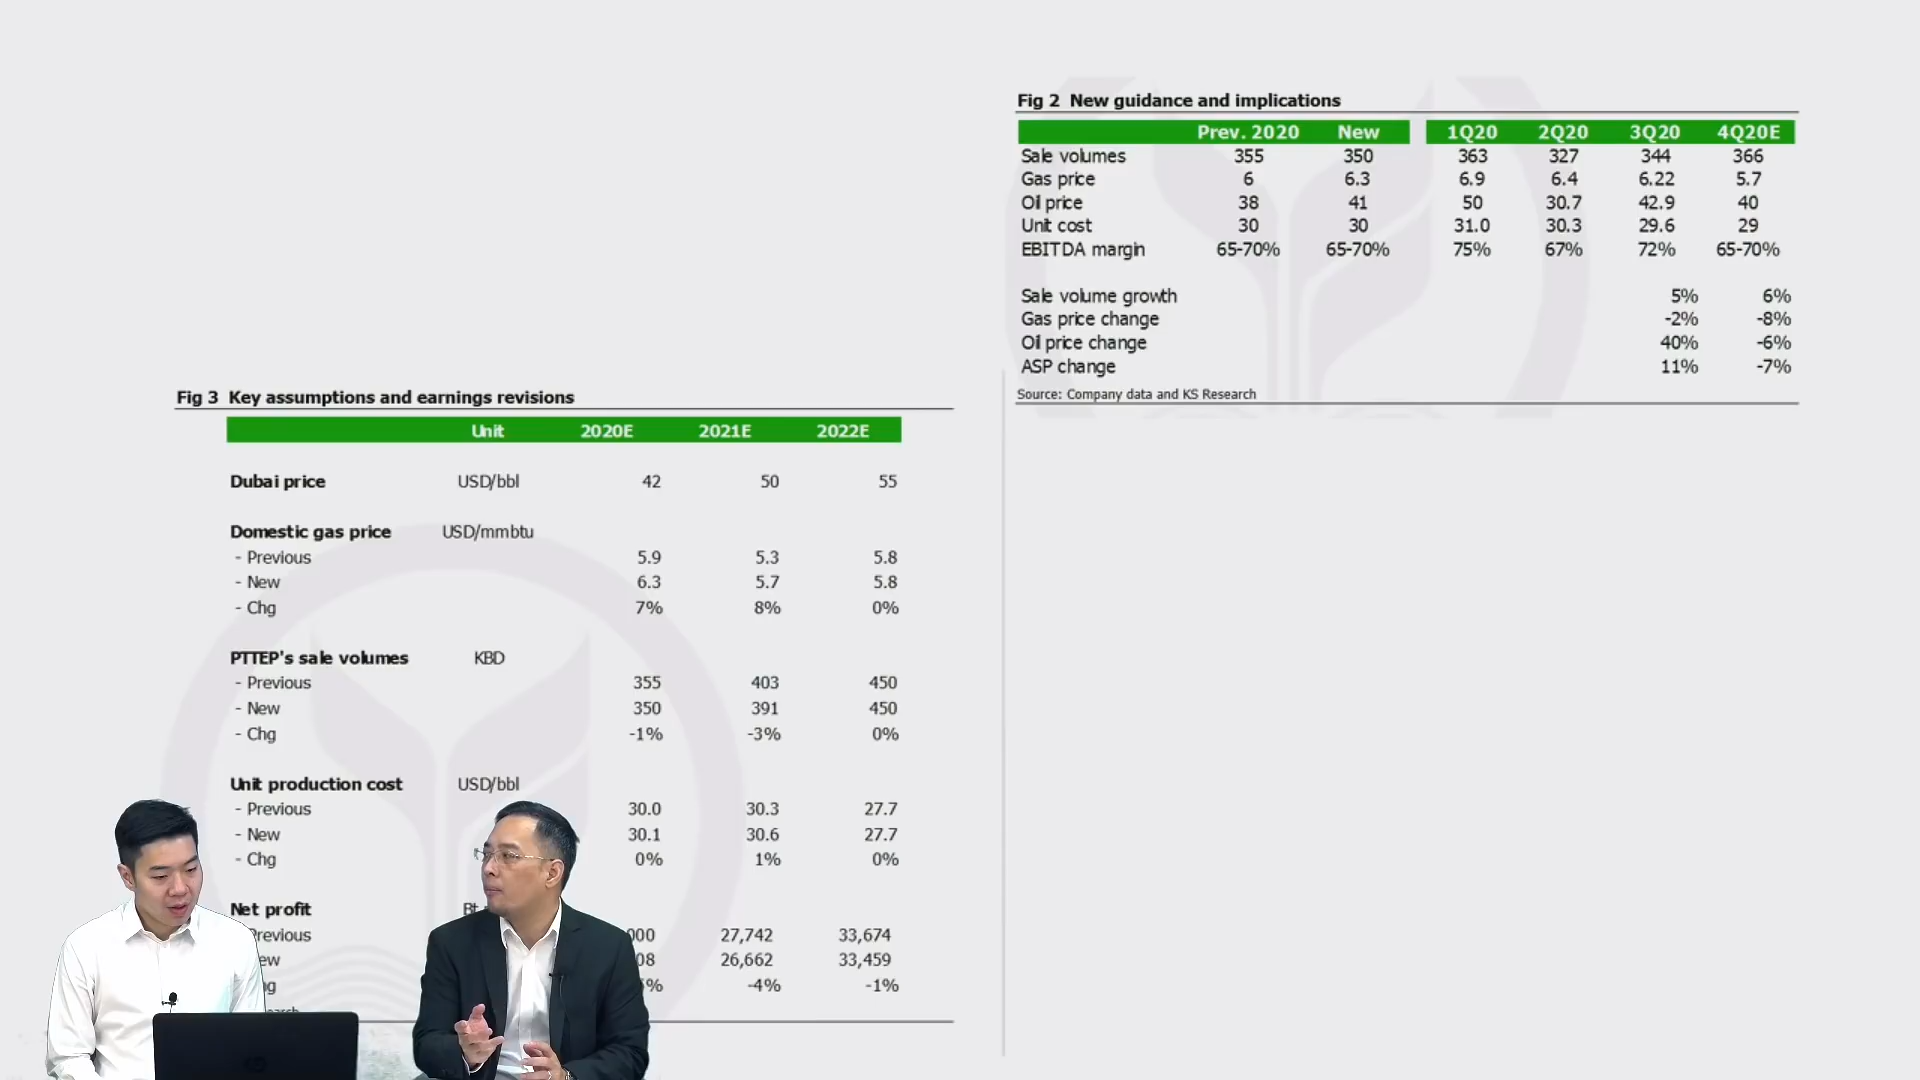 Fig 2 New guidance and implications
Prev. 2020 New 1Q20 2Q20 3Q20 4Q20E
Sale volumes 355 350 363 327 344 366
Gas price 6 6.3 6.9 6.4 6.22 5.7
Oil price 38 41 50 30.7 42.9 40
Unit cost 30 30 31.0 30.3 29.6 29
EBITDA margin 65-70% 65-70% 75% 67% 72% 65-70%
Sale volume growth 5% 6%
Gas price change -2% -8%
Oil price change 40% -6%
ASP change 11% -7%
Source: Company data and KS Research
Fig 3 Key assumptions and earnings revisions
Unit 2020E 2021E 2022E
Dubai price USD/bbl 42 50 55
Domestic gas price USD/mmbtu
- Previous 5.9 5.3 5.8
- New 6.3 5.7 5.8
- Chg 7% 8% 0%
PTTEP's sale volumes KBD
- Previous 355 403 450
- New 350 391 450
- Chg -1% -3% 0%
Unit production cost USD/bbl
- Previous 30.0 30.3 27.7
- New 30.1 30.6 27.7
- Chg 0% 1% 0%
Net profit
Previous 27,742 33,674
26,662 33,459
-4% -1%